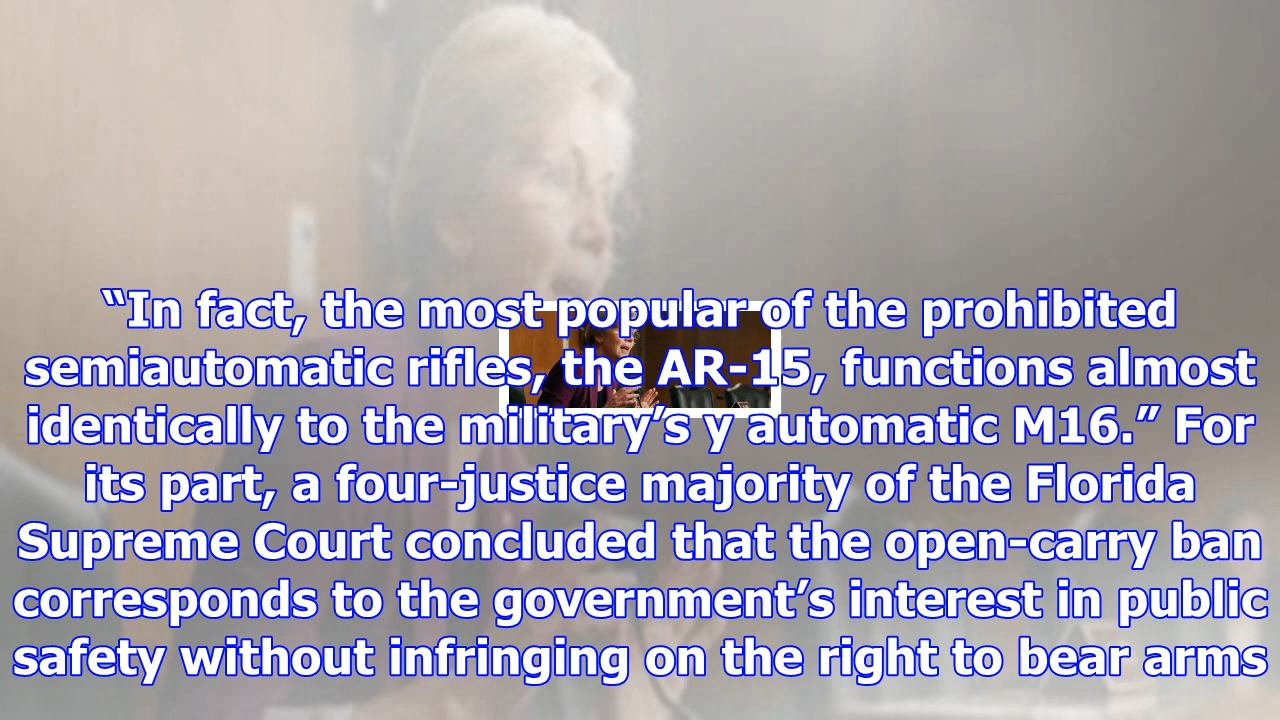 “In fact, the most popular of the prohibited
semiautomatic rifles, the AR-15, functions almost
identically to the military’s y automatic M16.” For
its part, a four-justice majority of the Florida
Supreme Court concluded that the open-carry ban
corresponds to the government’s interest in public
safety without infringing on the right to bear arms